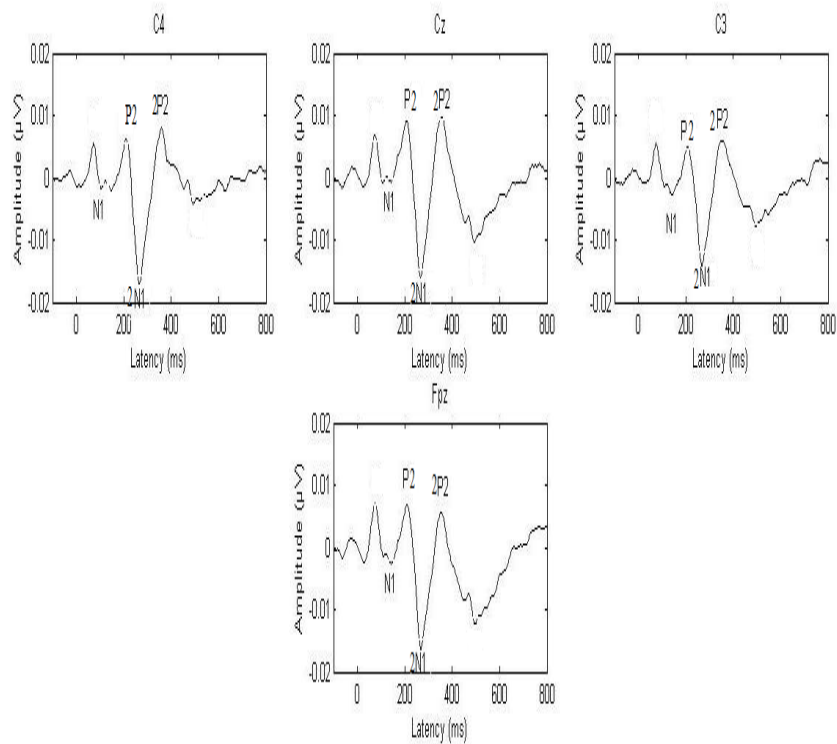 C4
Cz
C3
0.02
0.01
0
-0.01
-0.02
Amplitude (µV)
P2
2P2
N1
2N1
0
200
400
600
800
Latency (ms)
0.02
0.01
0
-0.01
-0.02
Amplitude (µV)
P2
2P2
N1
2N1
0
200
400
600
800
Latency (ms)
0.02
0.01
0
-0.01
-0.02
Amplitude (µV)
P2
2P2
N1
2N1
0
200
400
600
800
Latency (ms)
Fpz
0.02
0.01
0
-0.01
-0.02
Amplitude (µV)
P2
2P2
N1
2N1
0
200
400
600
800
Latency (ms)